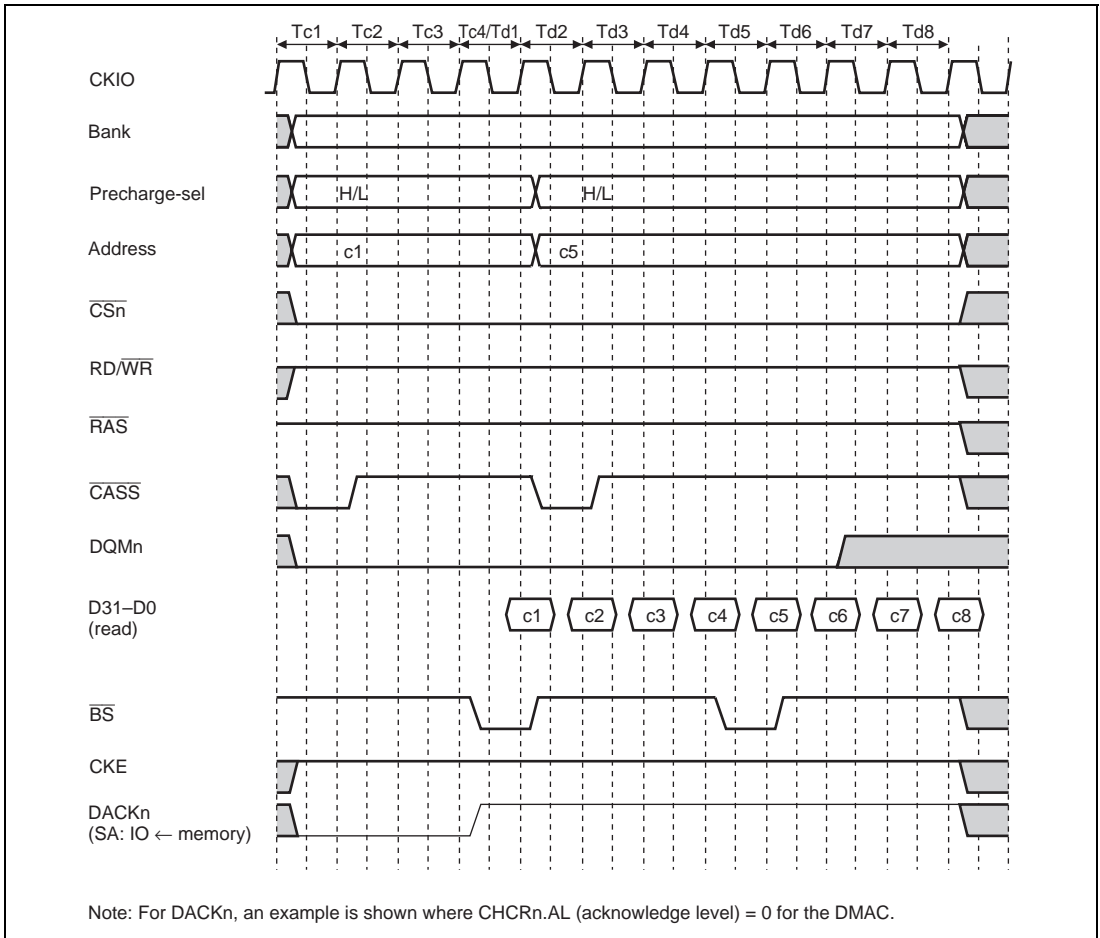 Tc1 Tc2 Tc3 Tc4/Td1 Td2 Td3 Td4 Td5 Td6 Td7 Td8
CKIO
Bank
Precharge-sel H/L H/L
Address c1 c5
CSn
RD/WR
RAS
CASS
DQMn
D31–D0
(read)
c1 c2 c3 c4 c5 c6 c7 c8
BS
CKE
DACKn
(SA: IO ← memory)
Note: For DACKn, an example is shown where CHCRn.AL (acknowledge level) = 0 for the DMAC.